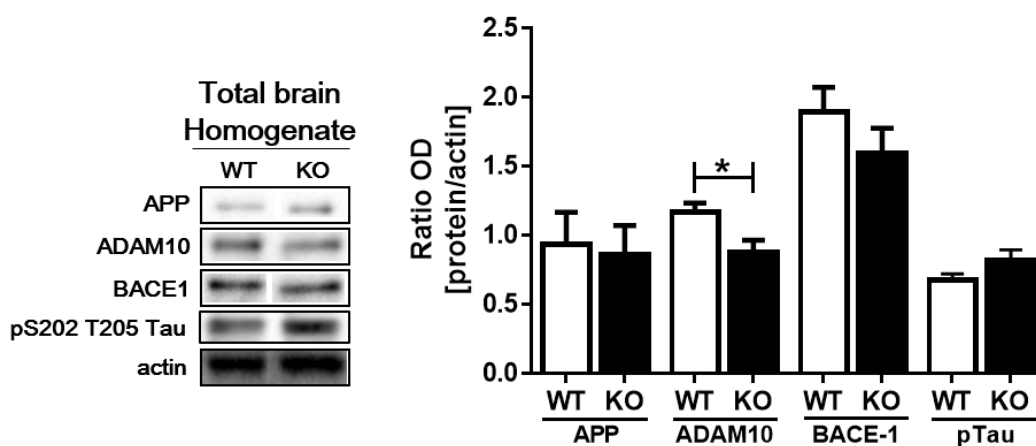 Total brain
Homogenate
WT KO
APP
ADAM10
BACE1
pS202 T205 Tau
actin
Ratio OD
[protein/actin]
2.5
2.0
1.5
1.0
0.5
0.0
*
WT KO WT KO WT KO WT KO
APP ADAM10 BACE-1 pTau